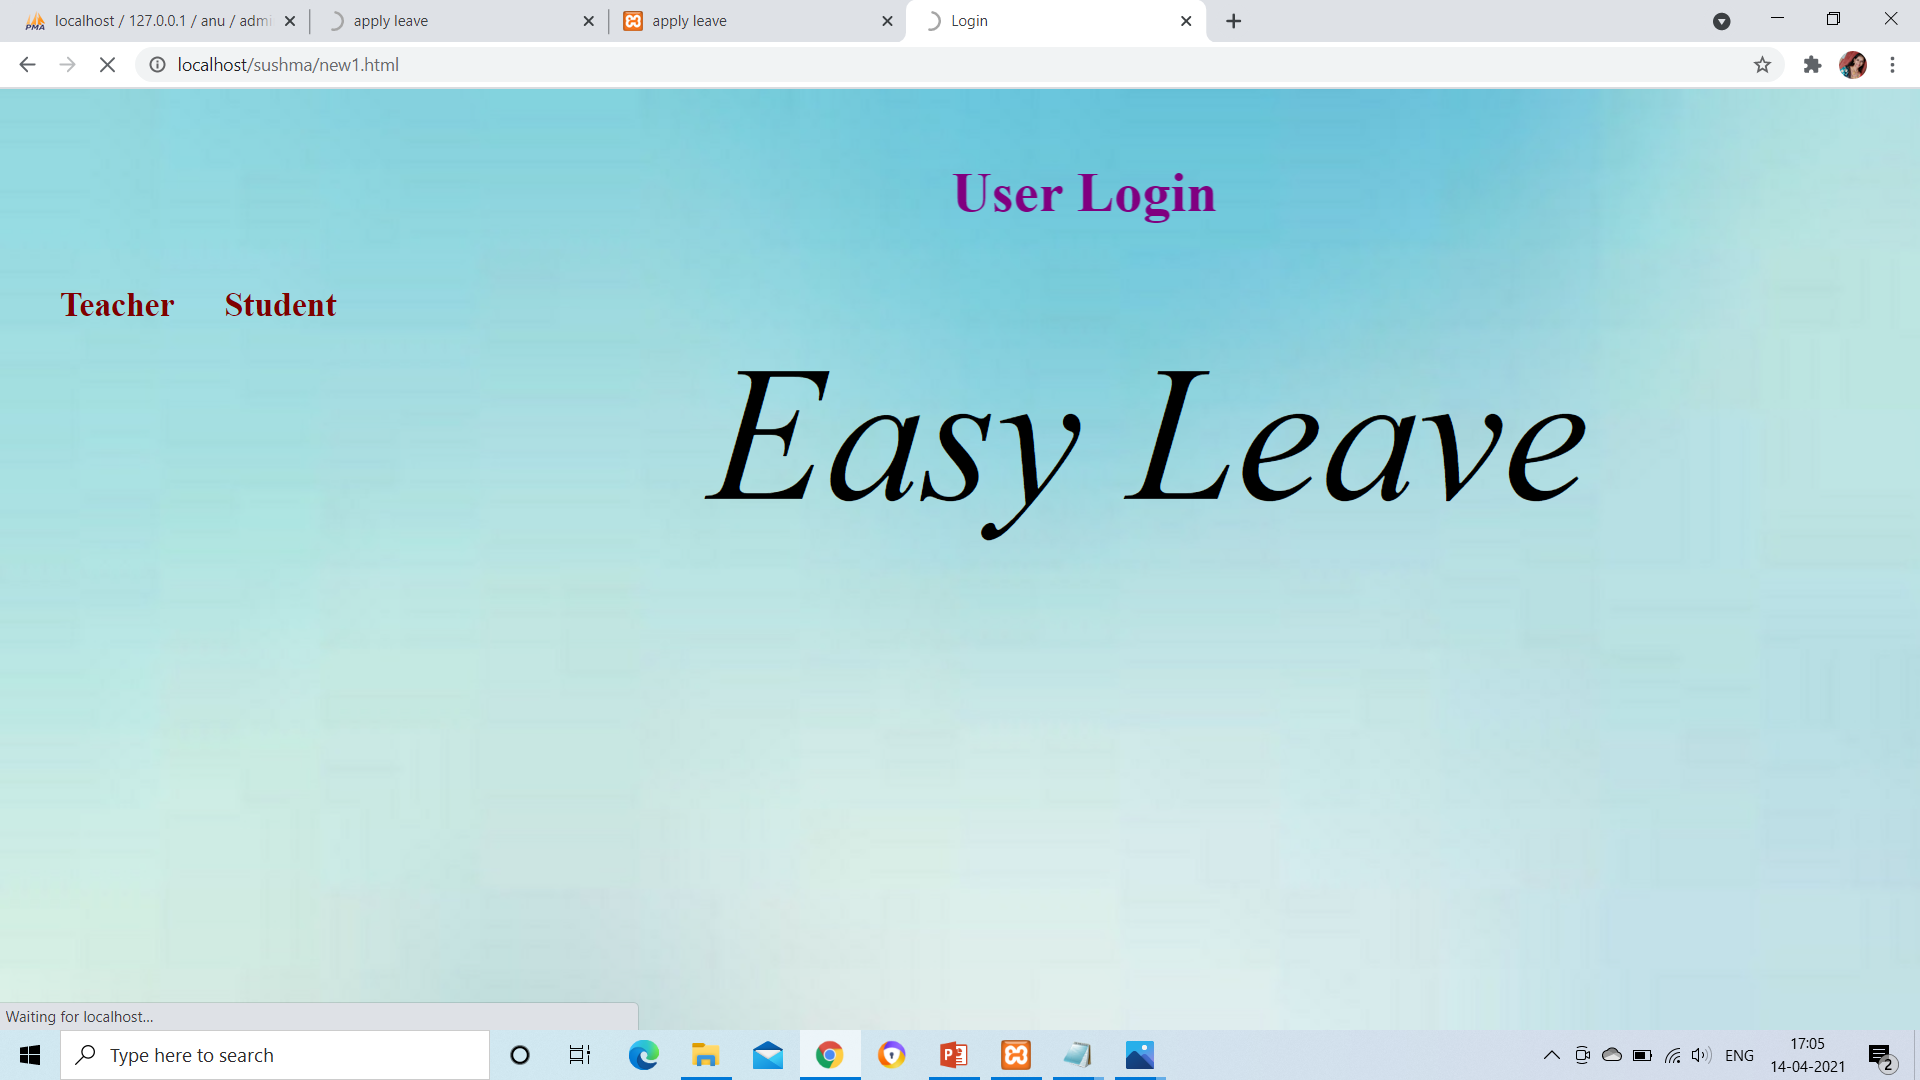 localhost / 127.0.0.1 / anu / admi
apply leave
apply leave
Login
localhost/sushma/new1.html
User Login
Teacher Student
Easy Leave
Waiting for localhost...
Type here to search
ENG
17:05
14-04-2021
2